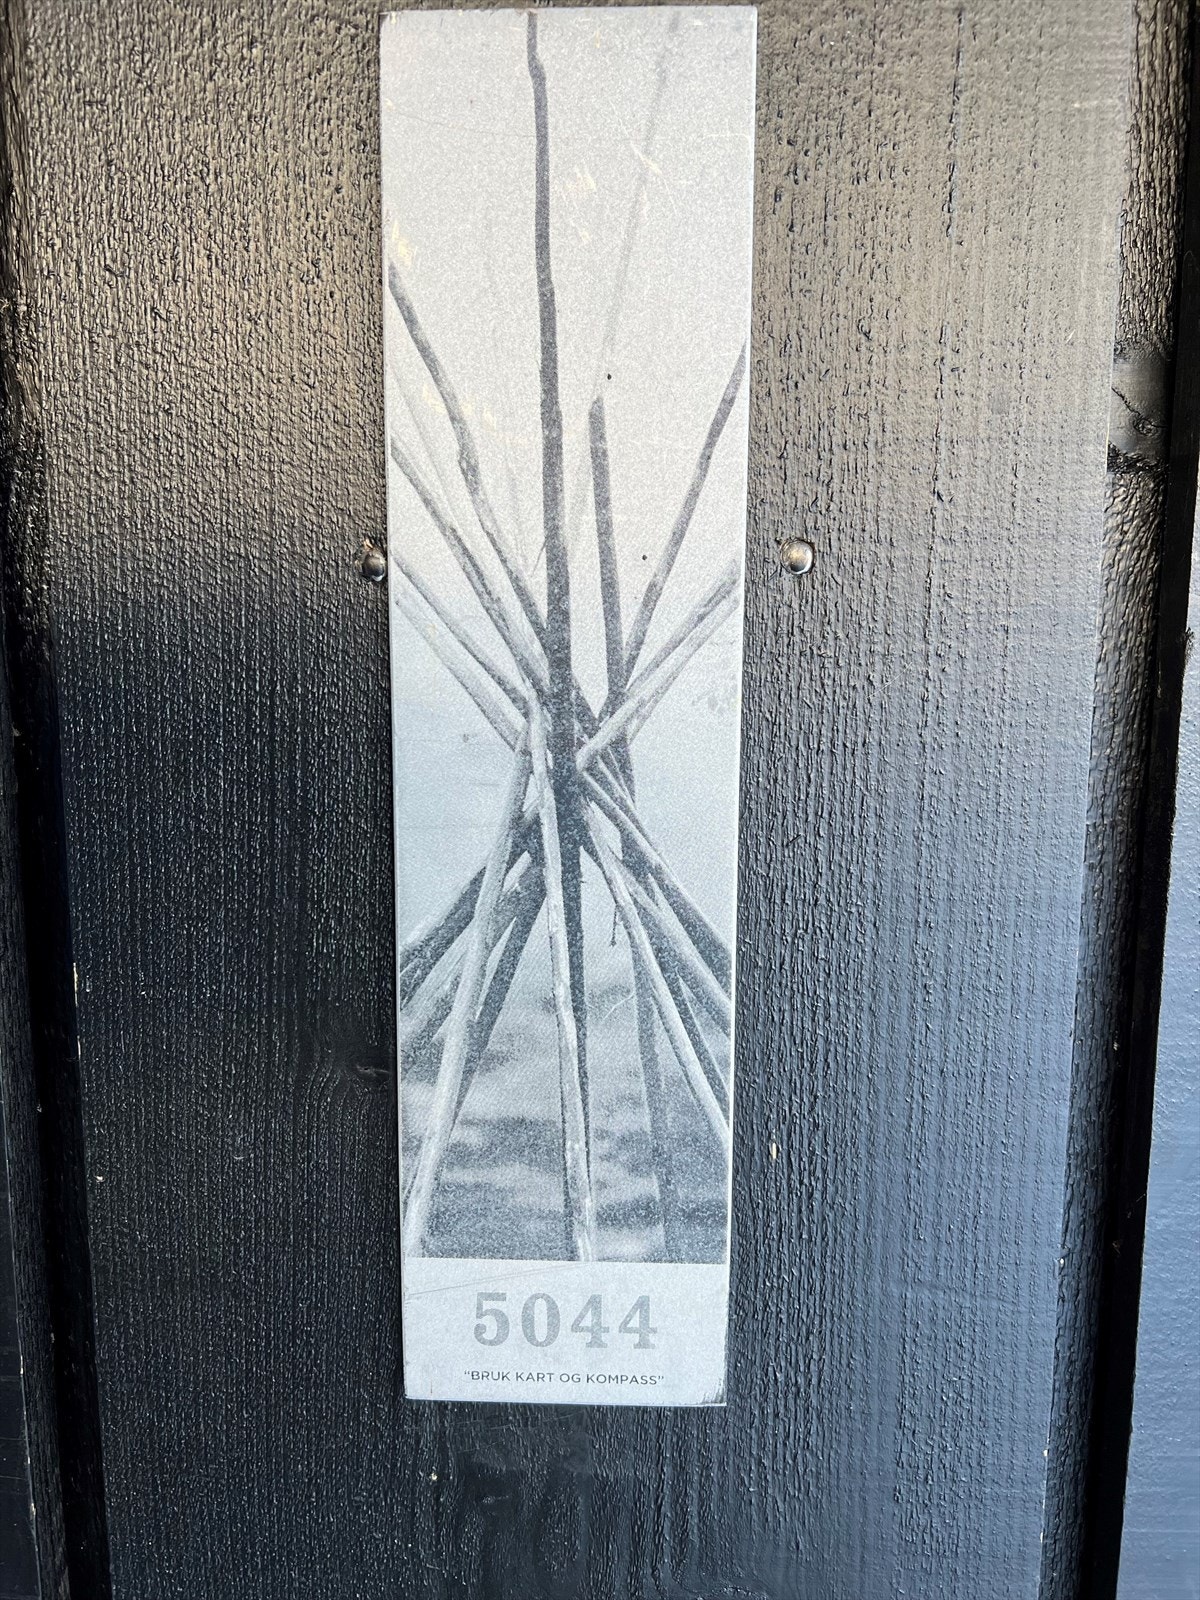 5044
“BRUK KART OG KOMPASS”